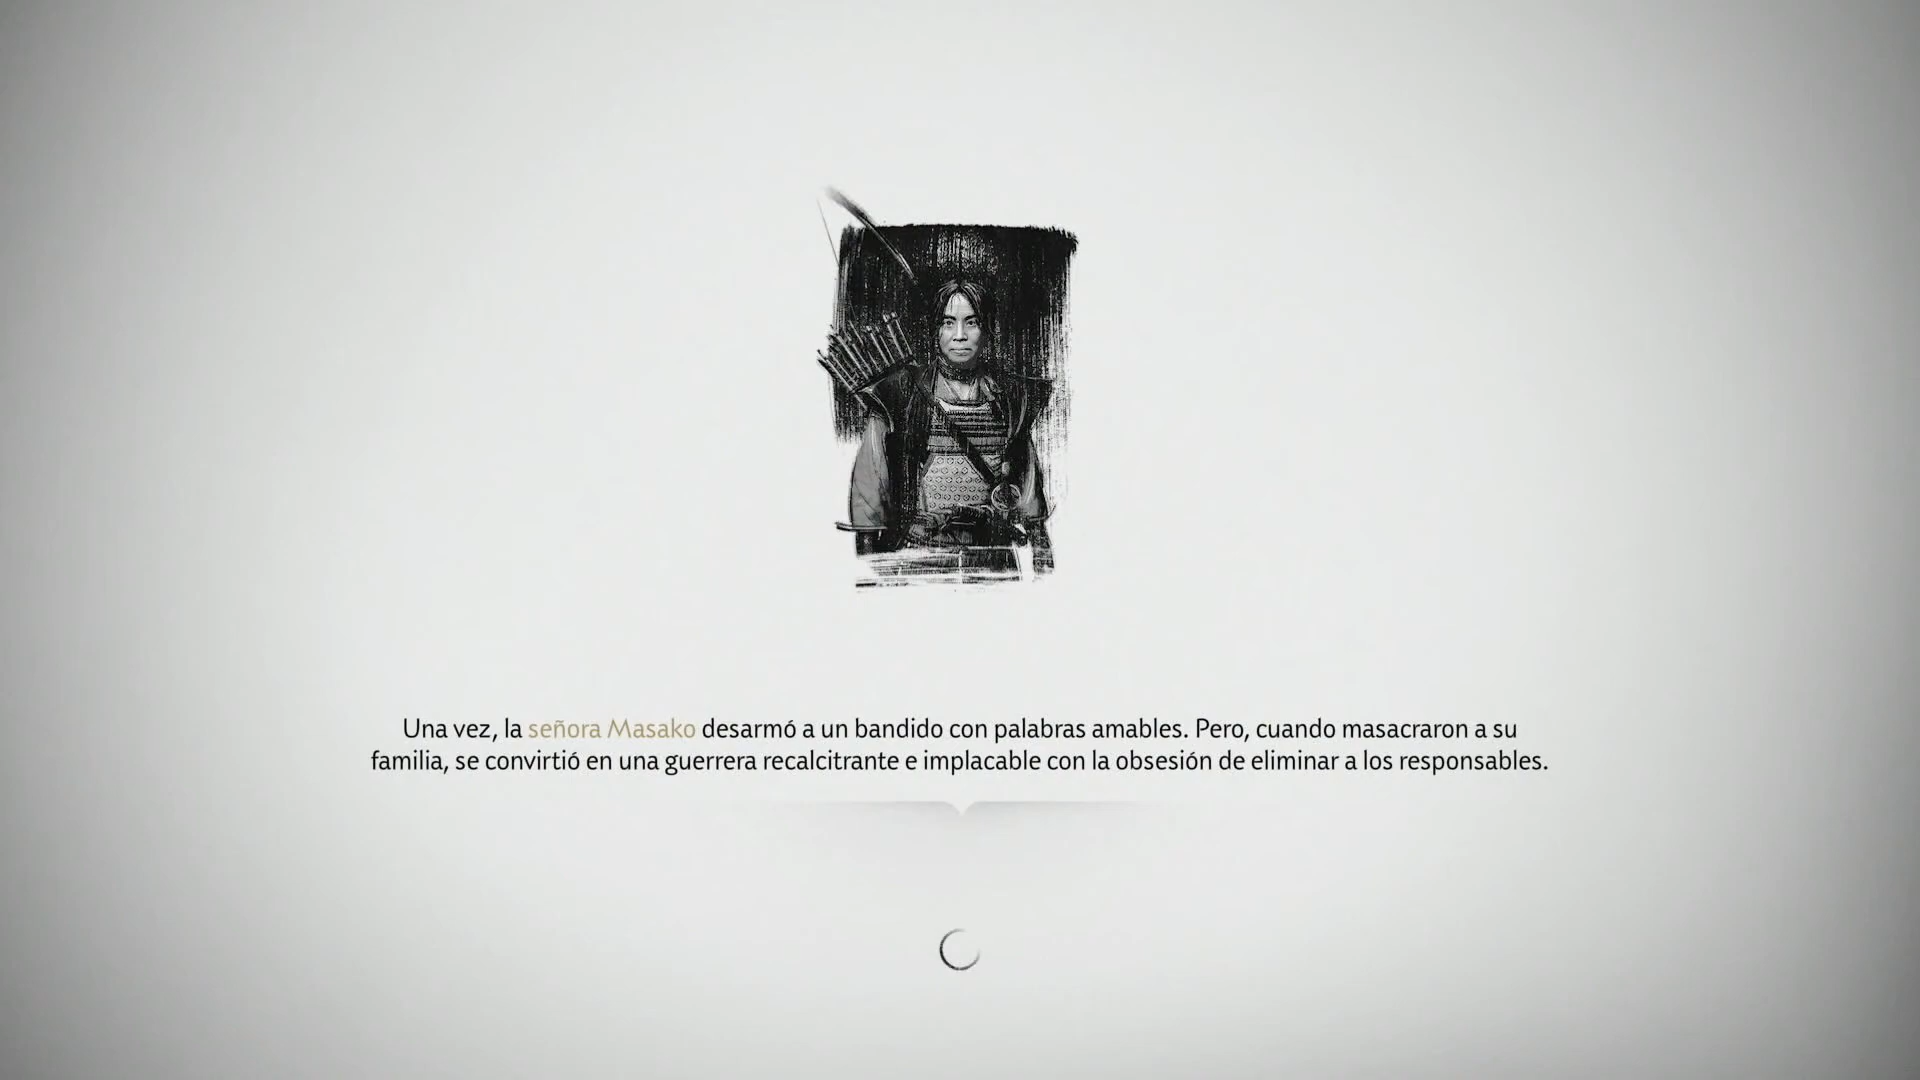 Una vez, la señora Masako desarmó a un bandido con palabras amables. Pero, cuando masacraron a su
familia, se convirtió en una guerrera recalcitrante e implacable con la obsesión de eliminar a los responsables.